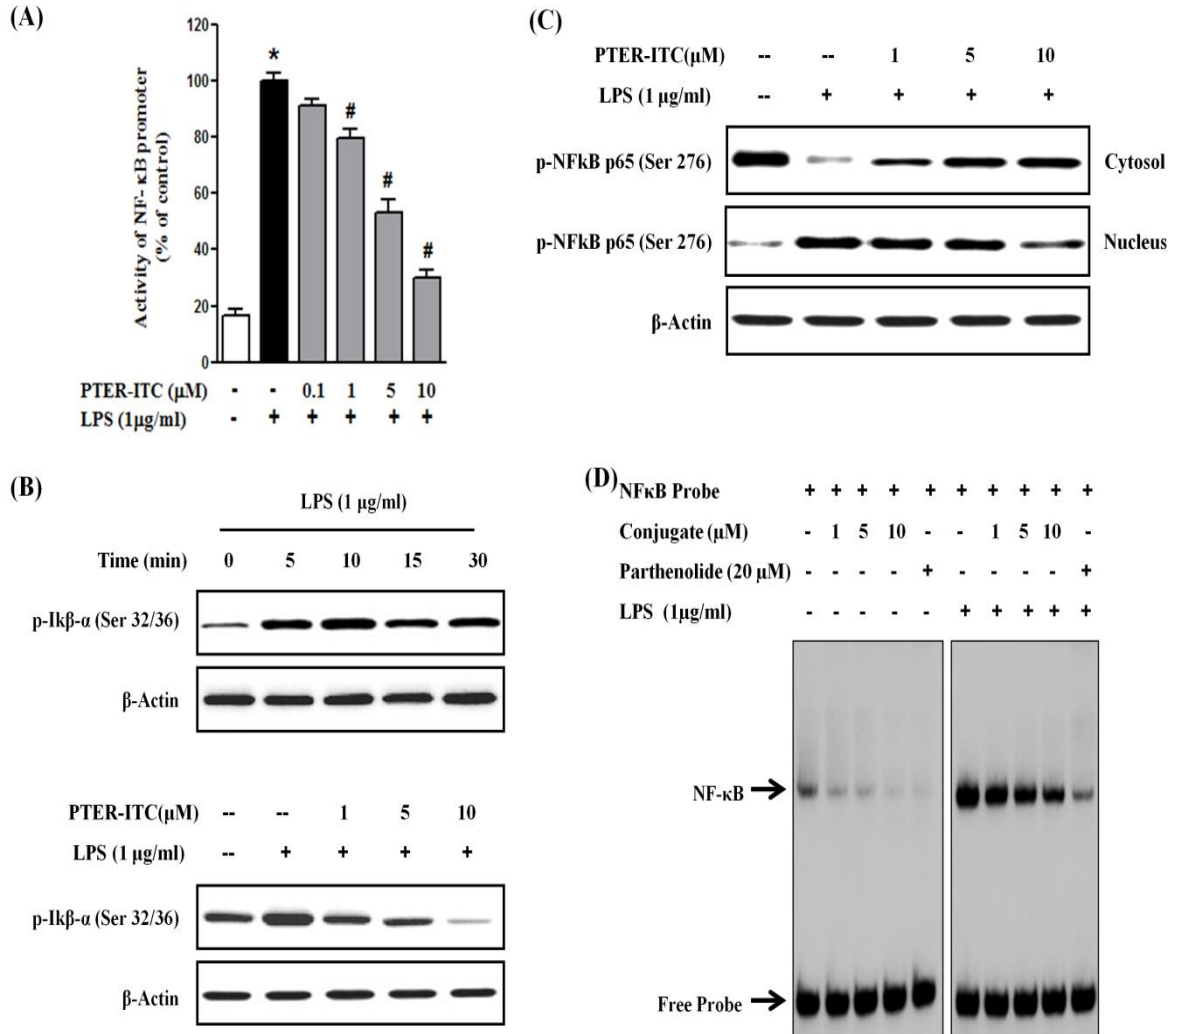 (A)
120
100
80
60
40
20
0
Activity of NF- κB promoter
(% of control)
*
#
#
#
PTER-ITC (μM) - - 0.1 1 5 10
LPS (1μg/ml) - + + + + +
(B)
LPS (1 μg/ml)
Time (min) 0 5 10 15 30
p-Ikβ-α (Ser 32/36)
β-Actin
PTER-ITC(μM) -- -- 1 5 10
LPS (1 μg/ml) -- + + + +
p-Ikβ-α (Ser 32/36)
β-Actin
(C)
PTER-ITC(μM) -- -- 1 5 10
LPS (1 μg/ml) -- + + + +
p-NFkB p65 (Ser 276) Cytosol
p-NFkB p65 (Ser 276) Nucleus
β-Actin
(D)
NFκB Probe + + + + + + + + + +
Conjugate (μM) - 1 5 10 - - 1 5 10 -
Parthenolide (20 μM) - - - - + - - - - +
LPS (1μg/ml) - - - - - + + + + +
NF-κB
Free Probe